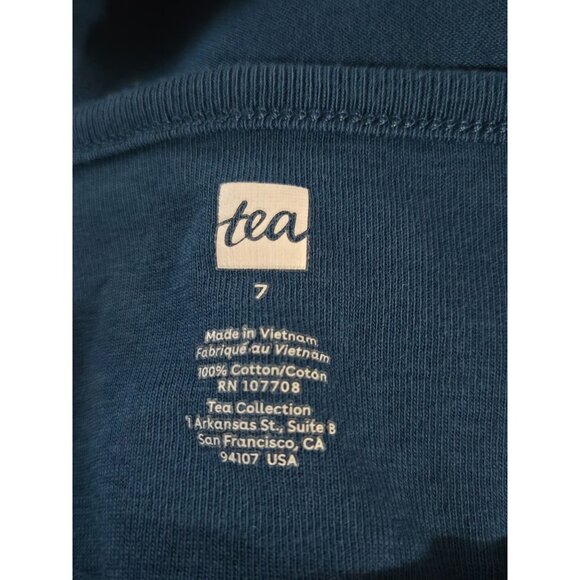 tea
7
Made in Vietnam
Fabriqué au Vietnam
100% Cotton/Cotón
RN 107708
Tea Collection
1 Arkansas St., Suite B
San Francisco, CA
94107 USA